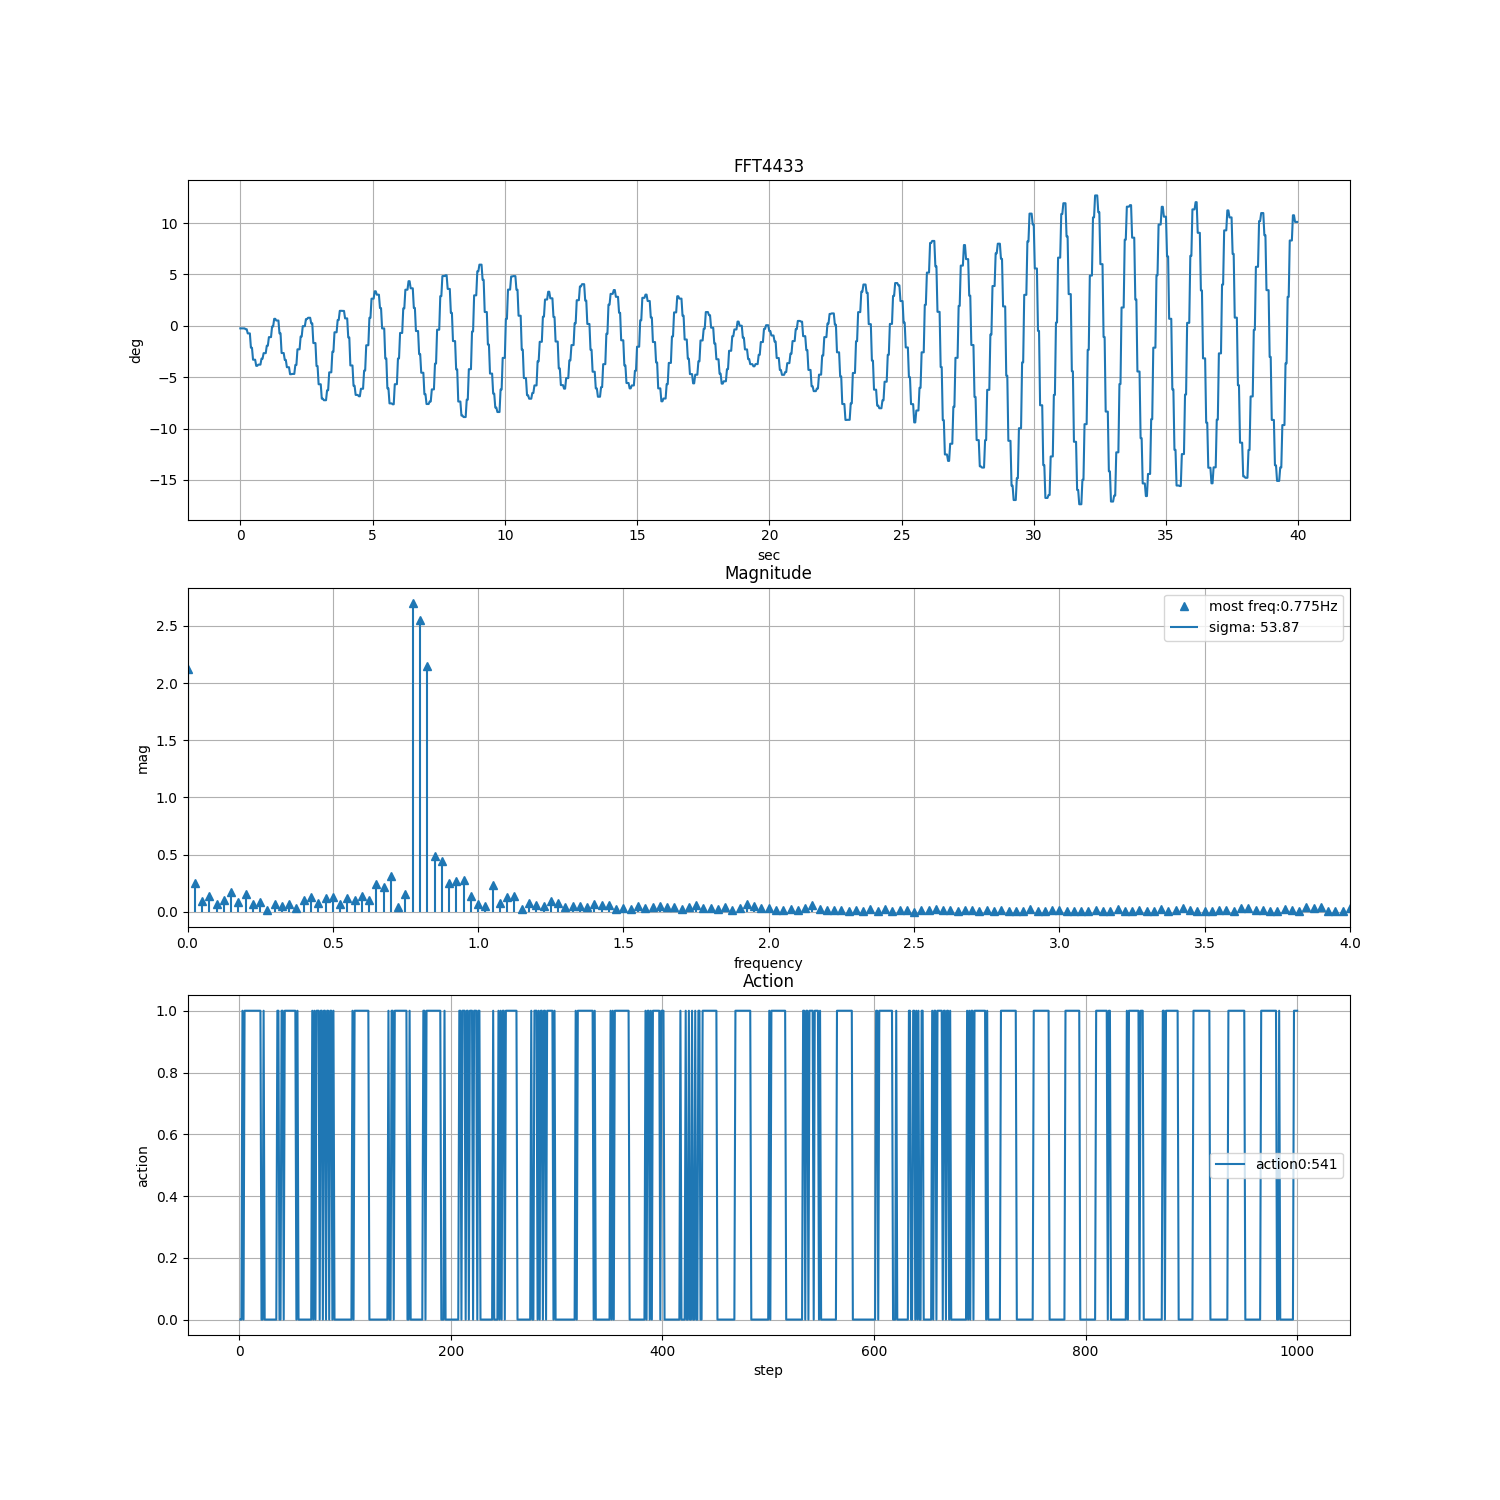 FFT4433
10
5
0
−5
−10
−15
deg
0 5 10 15 20 25 30 35 40
sec
Magnitude
most freq:0.775Hz
sigma: 53.87
2.5
2.0
1.5
1.0
0.5
0.0
mag
0.0 0.5 1.0 1.5 2.0 2.5 3.0 3.5 4.0
frequency
Action
1.0
0.8
0.6
0.4
0.2
0.0
action
action0:541
0 200 400 600 800 1000
step